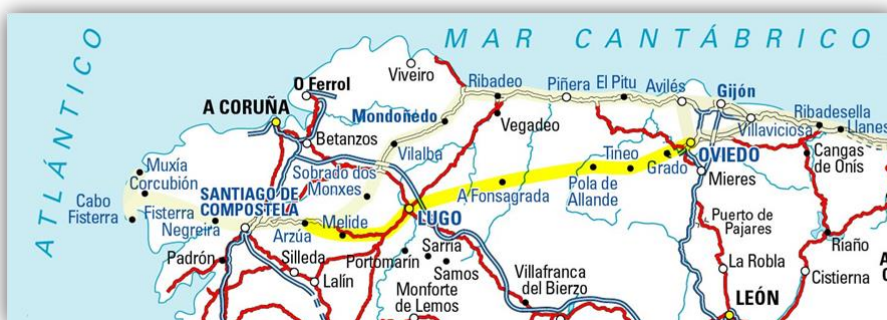 MAR CANTÁBRICO
ATLÁNTICO
Viveiro
Ribadeo
Piñera
El Pitu
Avilés
Gijón
O Ferrol
A CORUÑA
Mondoñedo
Vegadeo
Villaviciosa
Ribadesella
Llanes
Betanzos
Vilalba
Tineo
Grado
OVIEDO
Cangas
de Onís
Muxía
Corcubión
Sobrado dos
Monxes
A Fonsagrada
Pola de
Allande
Mieres
Cabo
Fisterra
Fisterra
Negreira
SANTIAGO DE
COMPOSTELA
Arzúa
Melide
LUGO
Puerto de
Pajares
Padrón
Silleda
Lalín
Portomarín
Sarria
Samos
Riaño
La Robla
Cistierna
Monforte
de Lemos
Villafranca
del Bierzo
LEÓN